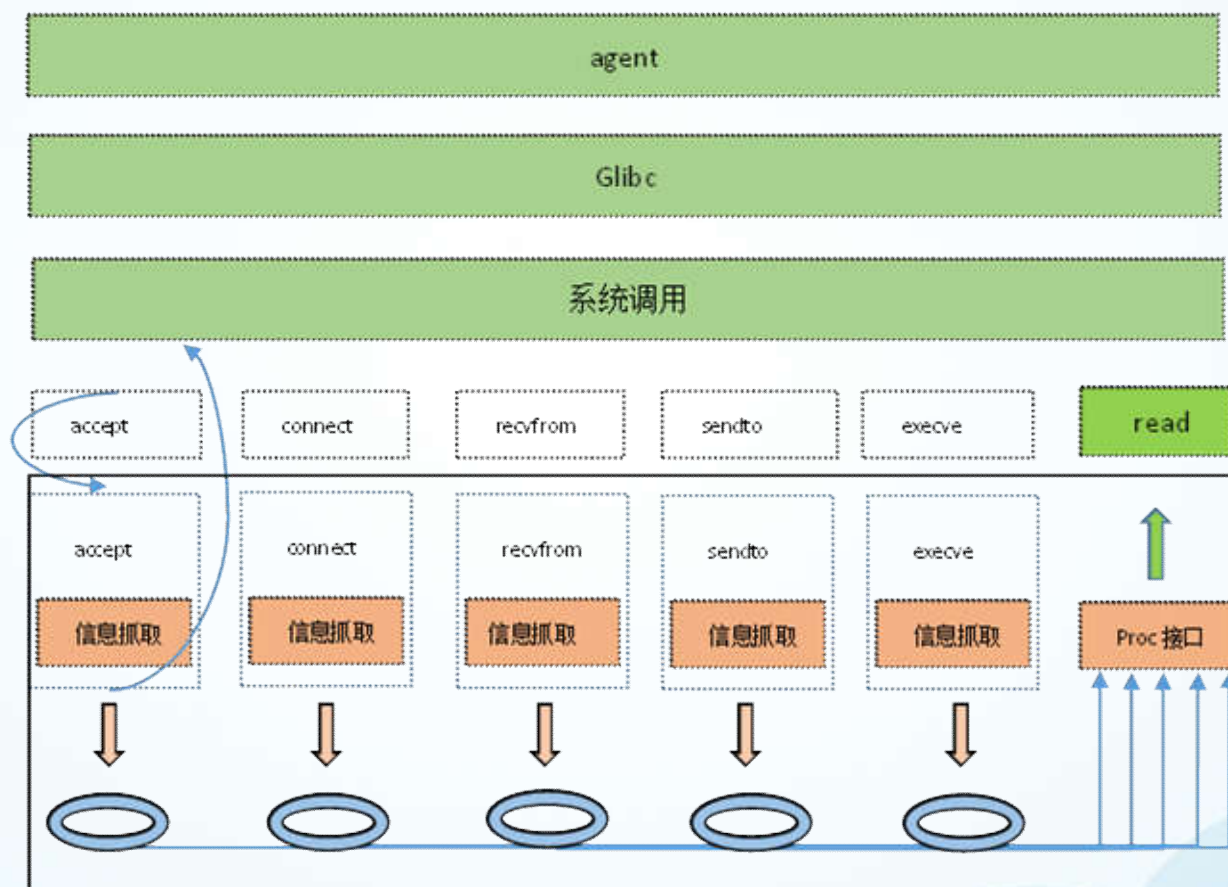 agent
Glibc
系统调用
accept
connect
recvfrom
sendto
execve
read
accept
connect
recvfrom
sendto
execve
信息抓取
信息抓取
信息抓取
信息抓取
信息抓取
Proc 接口